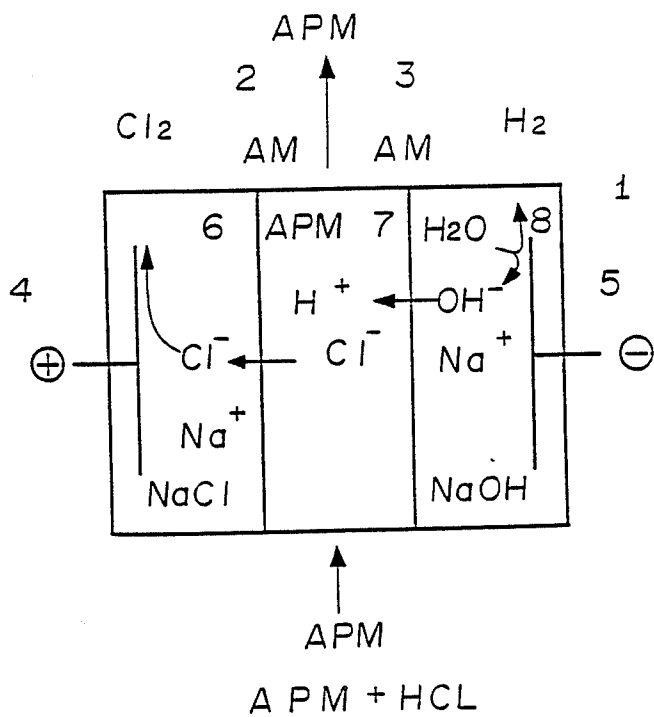 APM
2 3
Cl₂ H₂
AM AM
1
6 APM 7 H₂O 8
4 H⁺ OH⁻ 5
⊕ Cl⁻ Cl⁻ Na⁺ ⊖
Na⁺
NaCl NaOH
APM
APM + HCL